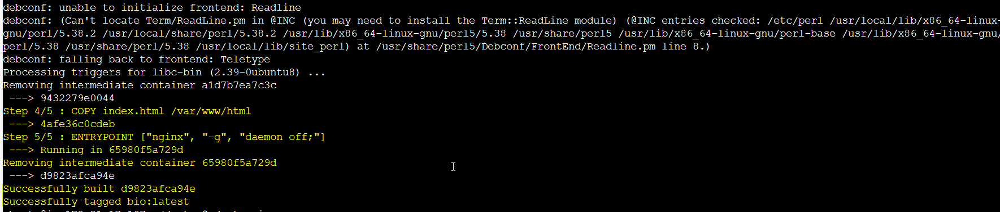 debconf: unable to initialize frontend: Readline
debconf: (Can't locate Term/ReadLine.pm in @INC (you may need to install the Term::ReadLine module) (@INC entries checked: /etc/perl /usr/local/lib/x86_64-linux-
gnu/perl/5.38.2 /usr/local/share/perl/5.38.2 /usr/lib/x86_64-linux-gnu/perl5/5.38 /usr/share/perl5 /usr/lib/x86_64-linux-gnu/perl-base /usr/lib/x86_64-linux-gnu/
perl/5.38 /usr/share/perl/5.38 /usr/local/lib/site_perl) at /usr/share/perl5/Debconf/FrontEnd/Readline.pm line 8.)
debconf: falling back to frontend: Teletype
Processing triggers for libc-bin (2.39-0ubuntu8) ...
Removing intermediate container a1d7b7ea7c3c
 ---> 9432279e0044
Step 4/5 : COPY index.html /var/www/html
 ---> 4afe36c0cdeb
Step 5/5 : ENTRYPOINT ["nginx", "-g", "daemon off;"]
 ---> Running in 65980f5a729d
Removing intermediate container 65980f5a729d
 ---> d9823afca94e
Successfully built d9823afca94e
Successfully tagged bio:latest